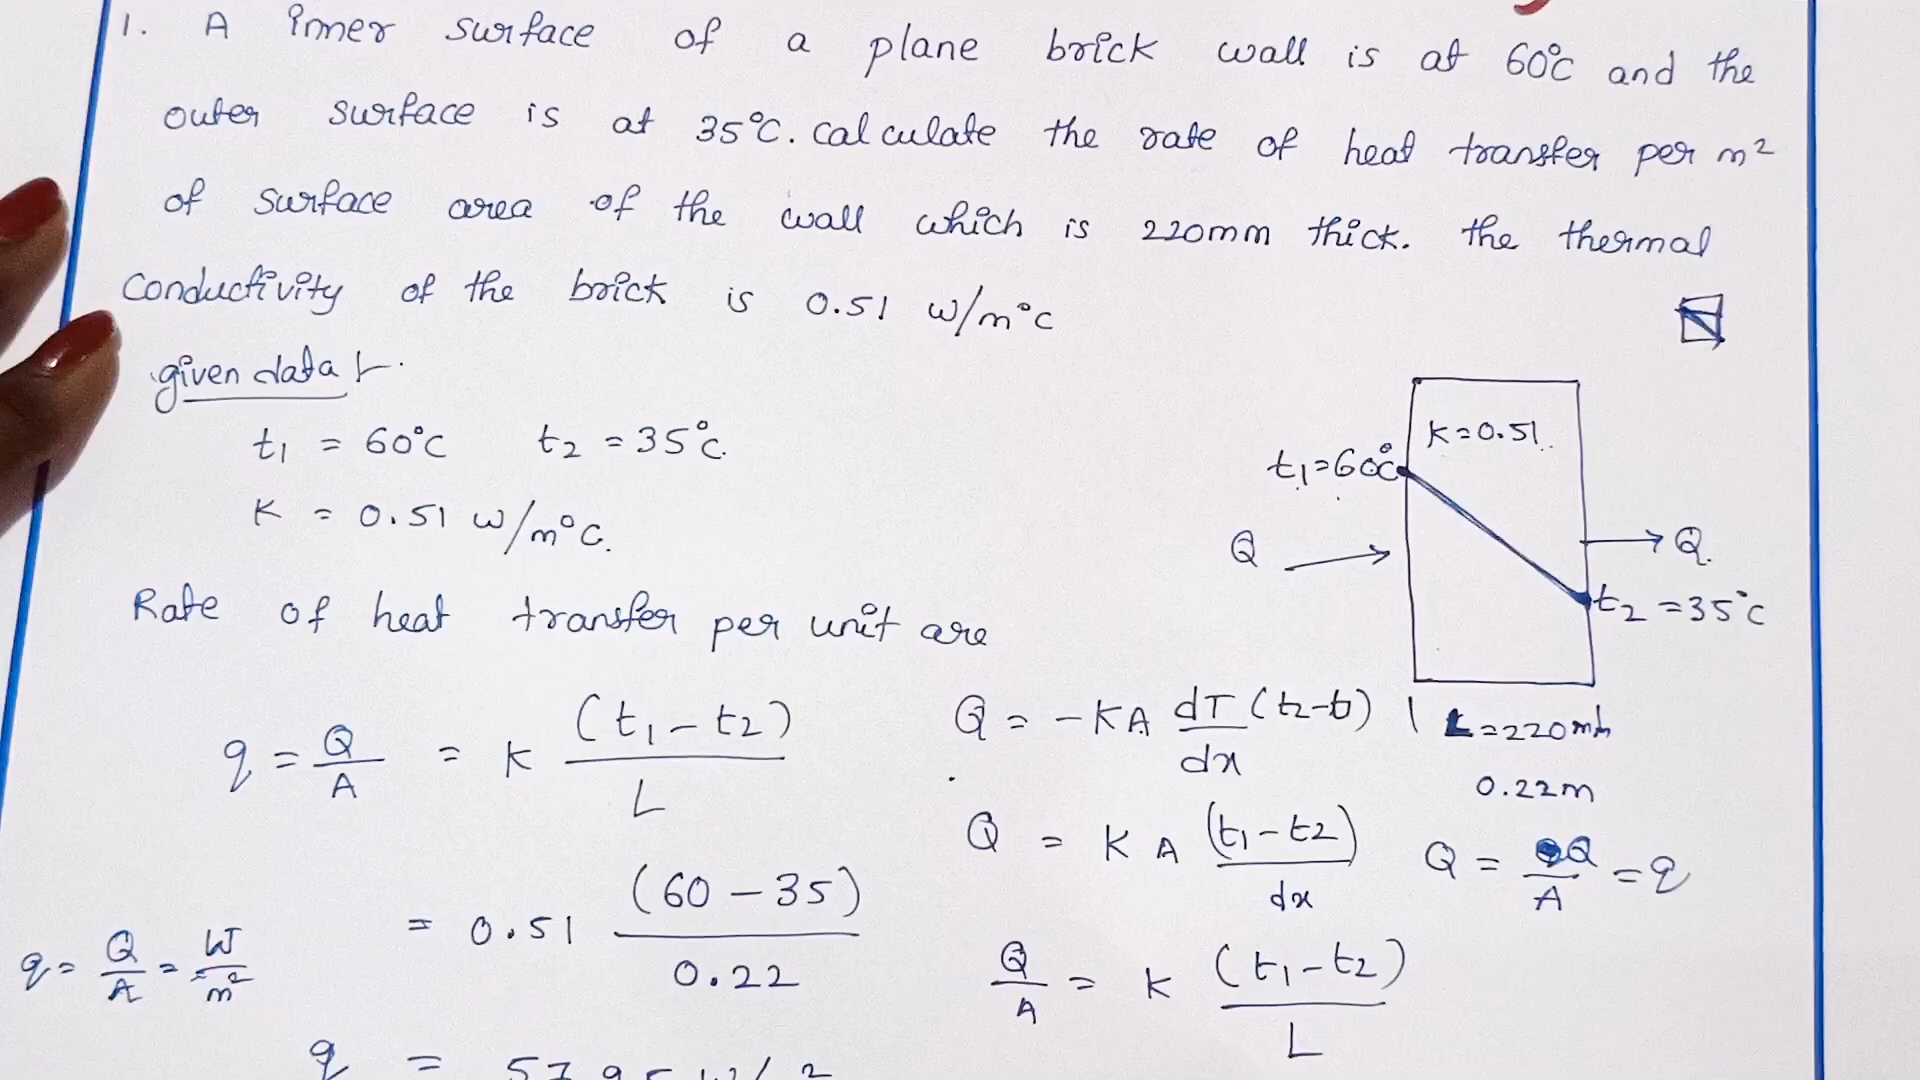 1. A inner surface of a plane brick wall is at 60°C and the
outer surface is at 35°C. calculate the rate of heat transfer per m²
of surface area of the wall which is 220mm thick. the thermal
conductivity of the brick is 0.51 w/m°C
given data :-
t₁ = 60°C t₂ = 35°C.
K = 0.51 w/m°C.
K=0.51
t₁=60°C
Q → → Q.
t₂ = 35°C
L=220mm
0.22m
Rate of heat transfer per unit are
q = Q/A = K (t₁ - t₂)/L
= 0.51 (60 - 35)/0.22
q = Q/A = W/m²
q =
Q = -KA dT/dx (t₂-t₁)
Q = KA (t₁-t₂)/dx
Q = Q/A = q
Q/A = K (t₁-t₂)/L